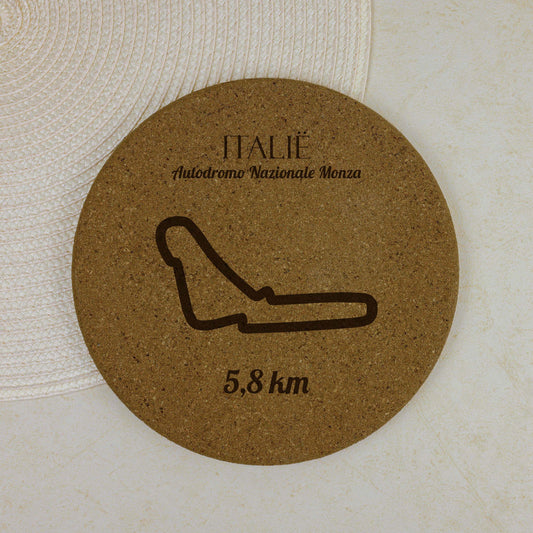 ITALIË
Autodromo Nazionale Monza
5,8 km